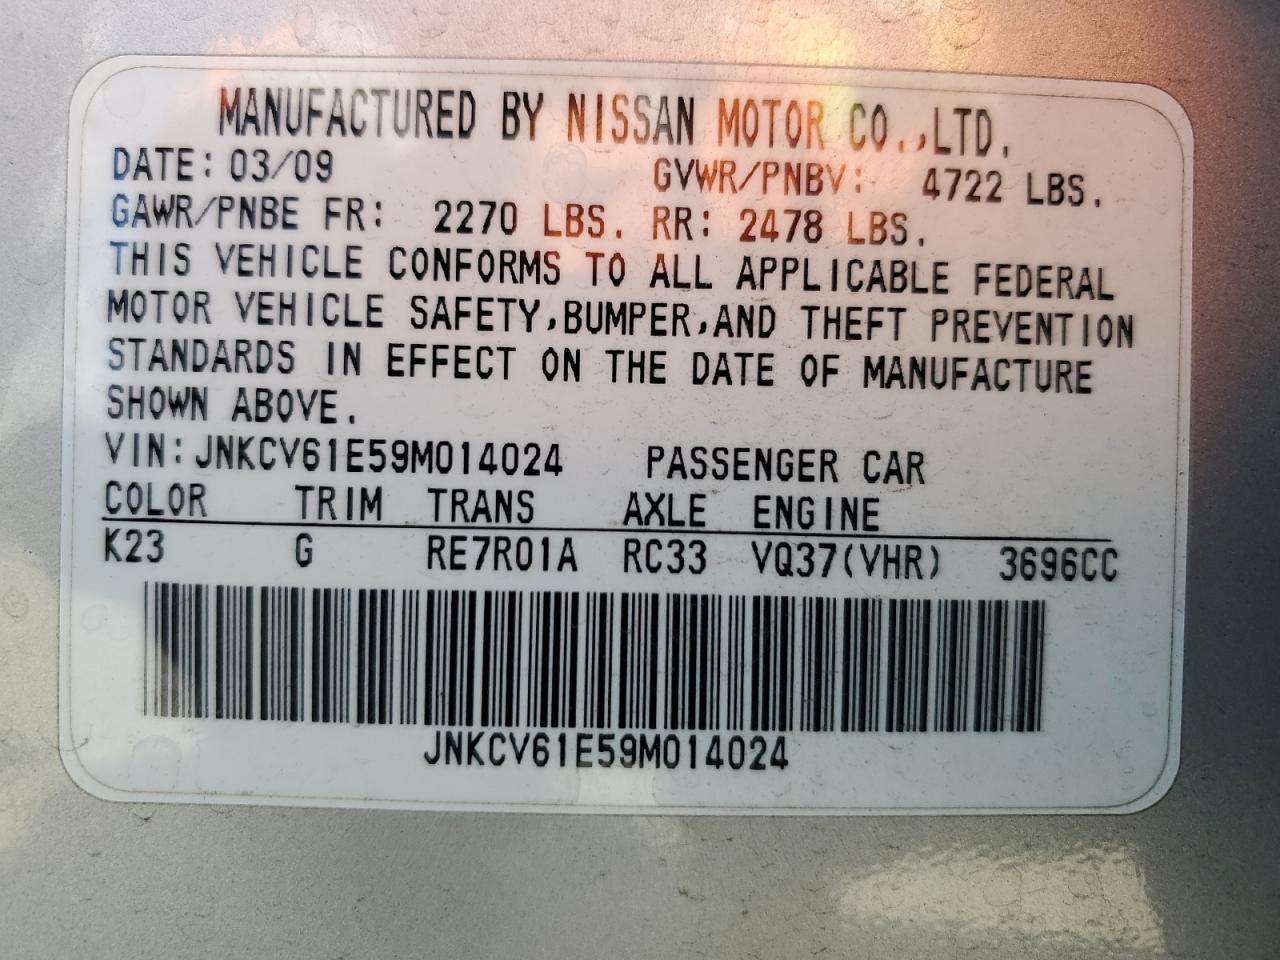 MANUFACTURED BY NISSAN MOTOR CO.,LTD.
DATE: 03/09 GVWR/PNBV: 4722 LBS.
GAWR/PNBE FR: 2270 LBS. RR: 2478 LBS.
THIS VEHICLE CONFORMS TO ALL APPLICABLE FEDERAL
MOTOR VEHICLE SAFETY,BUMPER,AND THEFT PREVENTION
STANDARDS IN EFFECT ON THE DATE OF MANUFACTURE
SHOWN ABOVE.
VIN:JNKCV61E59M014024 PASSENGER CAR
COLOR TRIM TRANS AXLE ENGINE
K23 G RE7R01A RC33 VQ37(VHR) 3696CC
JNKCV61E59M014024